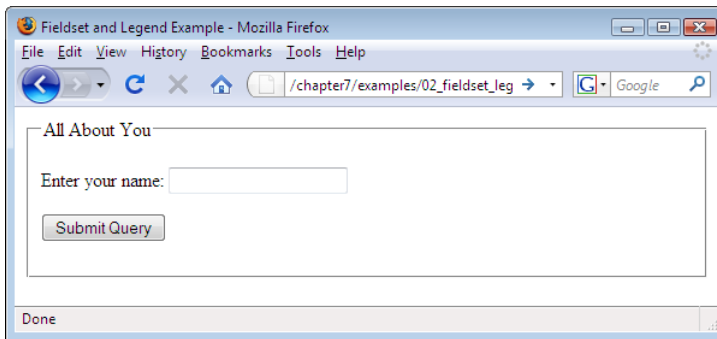 Fieldset and Legend Example - Mozilla Firefox
File Edit View History Bookmarks Tools Help
/chapter7/examples/02_fieldset_leg G Google
All About You
Enter your name:
Submit Query
Done